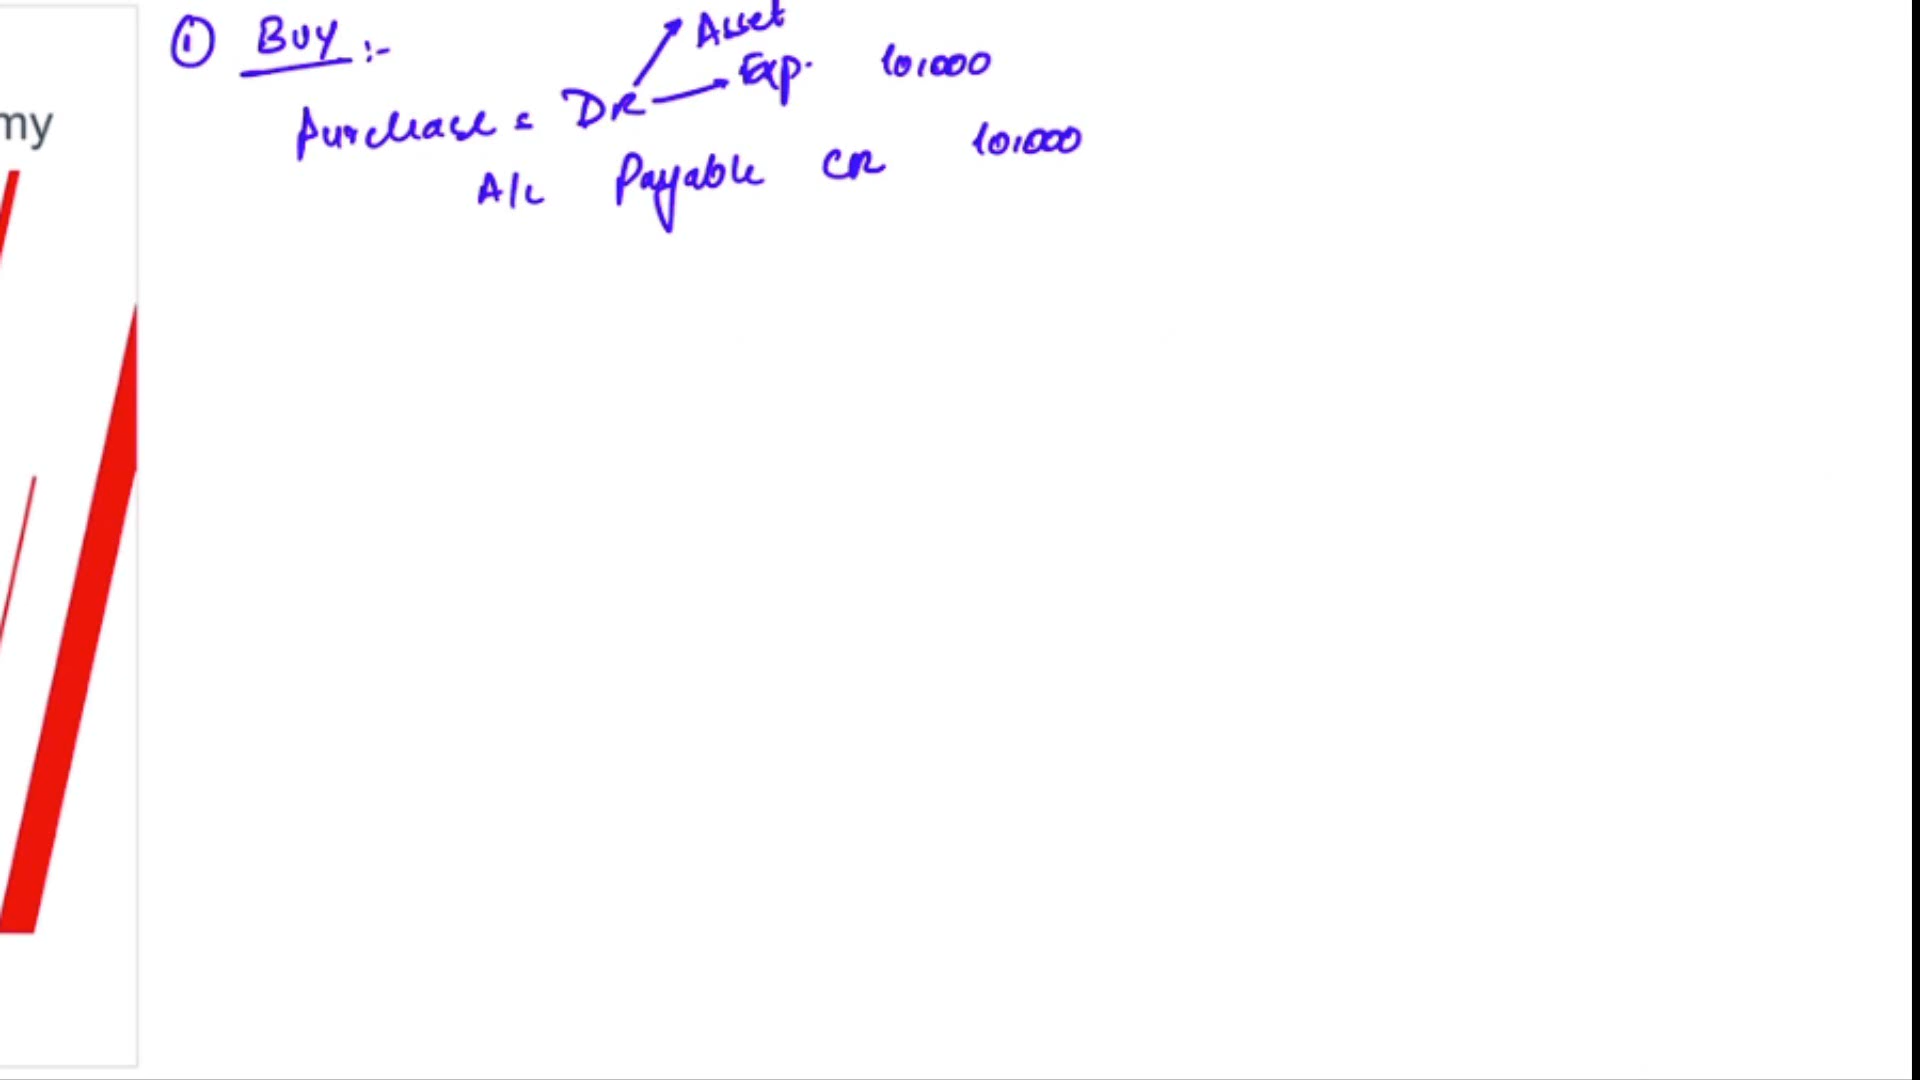 my
① Buy :-
Asset
Exp. 10,000
Purchase = DR
A/c Payable CR 10,000